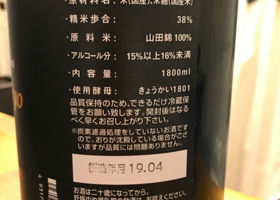 ・原材料名：米(国産)、米麹(国産米)
・精米歩合： 38%
・原料米： 山田錦 100%
・アルコール分： 15%以上16%未満
・内容量： 1800ml
・使用酵母： きょうかい1801
品質保持のため、できるだけ冷蔵保
管をお願い致します。開封後はなるべ
く早くお召し上がり下さい。
※炭素濾過処理をしていないお酒です
ので、おりが沈殿している場合がござ
いますが品質には問題ありません。
製造年月 19.04
お酒は二十歳になってから。